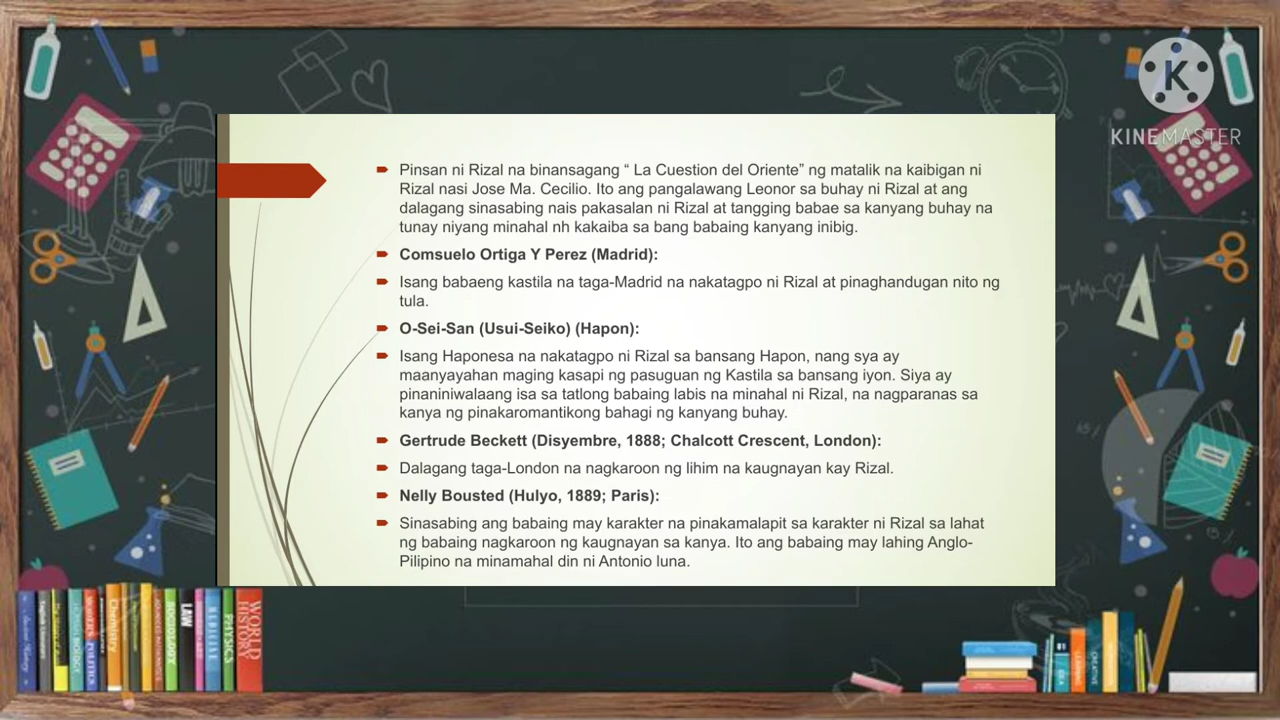 KINEMASTER
Pinsan ni Rizal na binansagang “ La Cuestion del Oriente” ng matalik na kaibigan ni
Rizal nasi Jose Ma. Cecilio. Ito ang pangalawang Leonor sa buhay ni Rizal at ang
dalagang sinasabing nais pakasalan ni Rizal at tangging babae sa kanyang buhay na
tunay niyang minahal nh kakaiba sa bang babaing kanyang inibig.
Comsuelo Ortiga Y Perez (Madrid):
Isang babaeng kastila na taga-Madrid na nakatagpo ni Rizal at pinaghandugan nito ng
tula.
O-Sei-San (Usui-Seiko) (Hapon):
Isang Haponesa na nakatagpo ni Rizal sa bansang Hapon, nang sya ay
maanyayahan maging kasapi ng pasuguan ng Kastila sa bansang iyon. Siya ay
pinaniniwalaang isa sa tatlong babaing labis na minahal ni Rizal, na nagparanas sa
kanya ng pinakaromantikong bahagi ng kanyang buhay.
Gertrude Beckett (Disyembre, 1888; Chalcott Crescent, London):
Dalagang taga-London na nagkaroon ng lihim na kaugnayan kay Rizal.
Nelly Bousted (Hulyo, 1889; Paris):
Sinasabing ang babaing may karakter na pinakamalapit sa karakter ni Rizal sa lahat
ng babaing nagkaroon ng kaugnayan sa kanya. Ito ang babaing may lahing Anglo-
Pilipino na minamahal din ni Antonio luna.
POLITICS
Chemistry
SOCIOLOGY
LAW
MEDICINE
PHYSICS
WORLD HISTORY